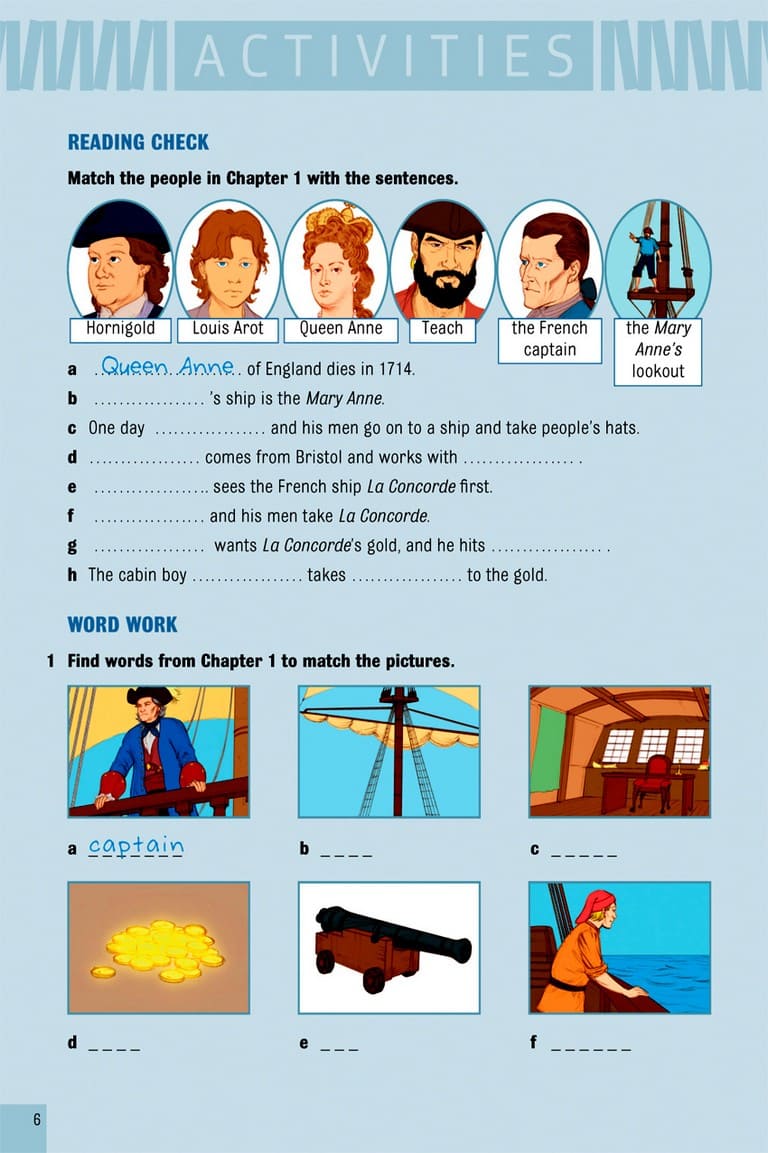 ACTIVITIES
READING CHECK
Match the people in Chapter 1 with the sentences.
Hornigold Louis Arot Queen Anne Teach the French captain the Mary Anne's lookout
a Queen Anne of England dies in 1714.
b .................. 's ship is the Mary Anne.
c One day .................. and his men go on to a ship and take people's hats.
d .................. comes from Bristol and works with .................. .
e .................. sees the French ship La Concorde first.
f .................. and his men take La Concorde.
g .................. wants La Concorde's gold, and he hits .................. .
h The cabin boy .................. takes .................. to the gold.
WORD WORK
1 Find words from Chapter 1 to match the pictures.
a captain b _ _ _ _ c _ _ _ _ _
d _ _ _ _ e _ _ _ f _ _ _ _ _ _
6